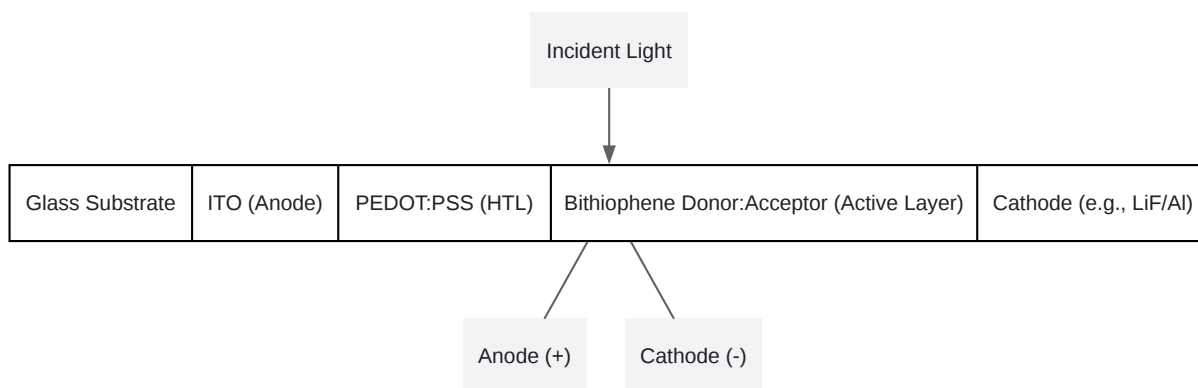 Incident Light
Glass Substrate
ITO (Anode)
PEDOT:PSS (HTL)
Bithiophene Donor:Acceptor (Active Layer)
Cathode (e.g., LiF/Al)
Anode (+)
Cathode (-)